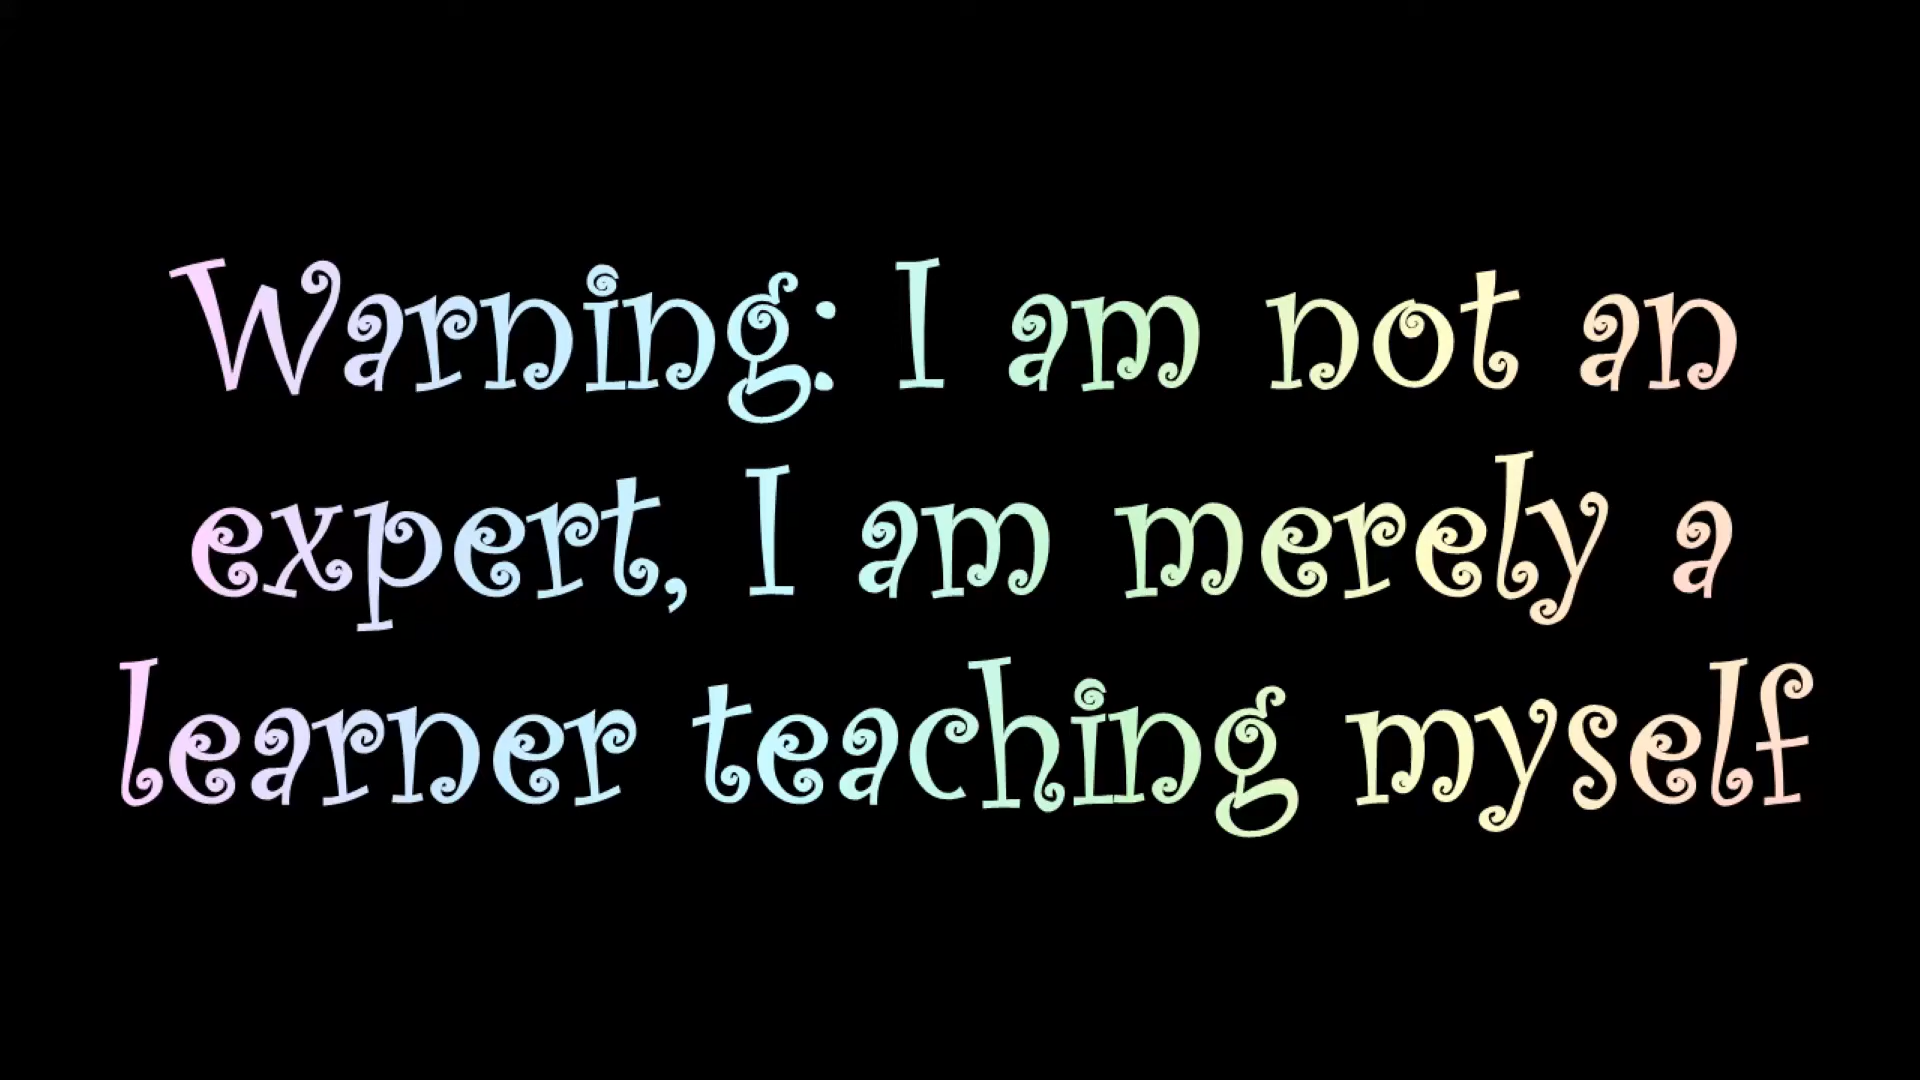 Warning: I am not an
expert, I am merely a
learner teaching myself